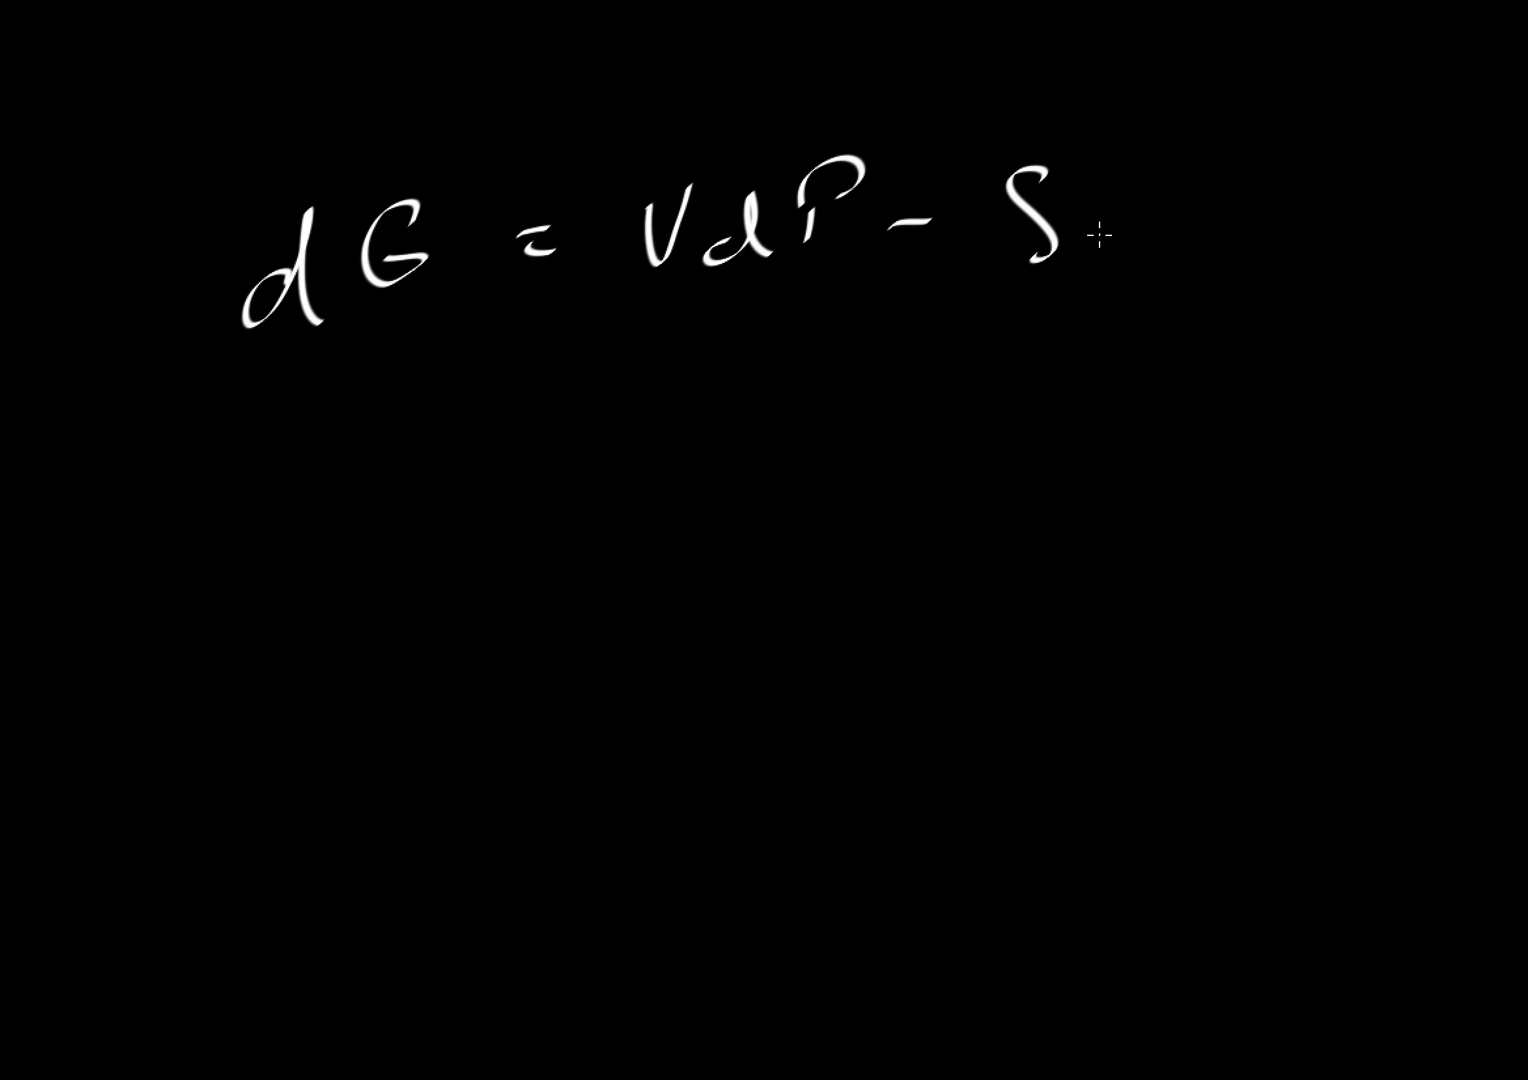 dG = VdP - S